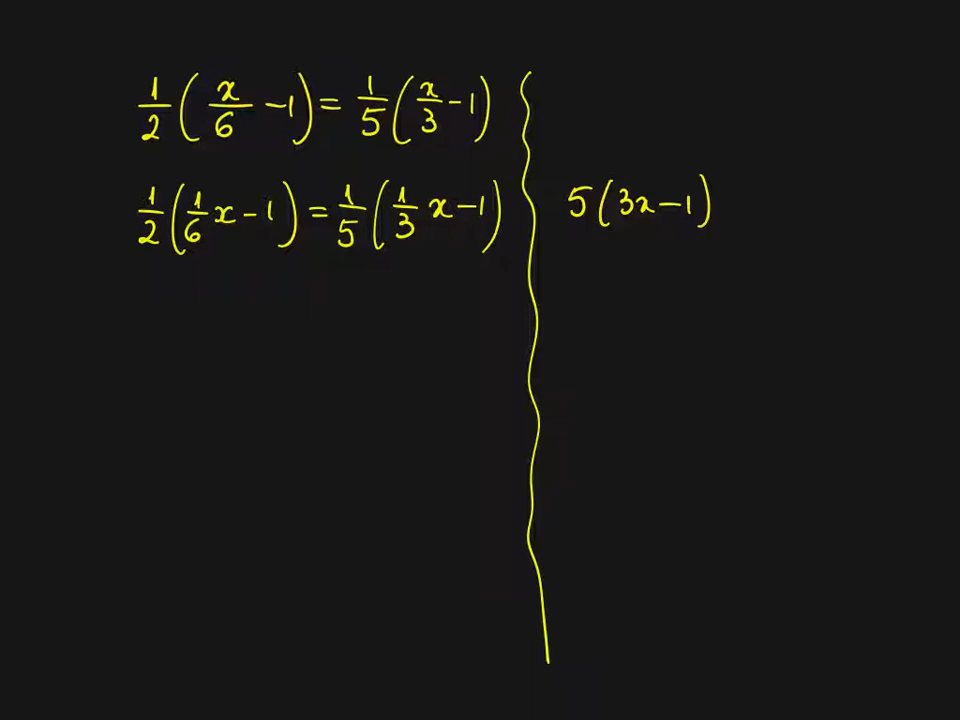 1/2 ( x/6 − 1 ) = 1/5 ( x/3 − 1 )
1/2 ( 1/6 x − 1 ) = 1/5 ( 1/3 x − 1 )
5 ( 3x − 1 )